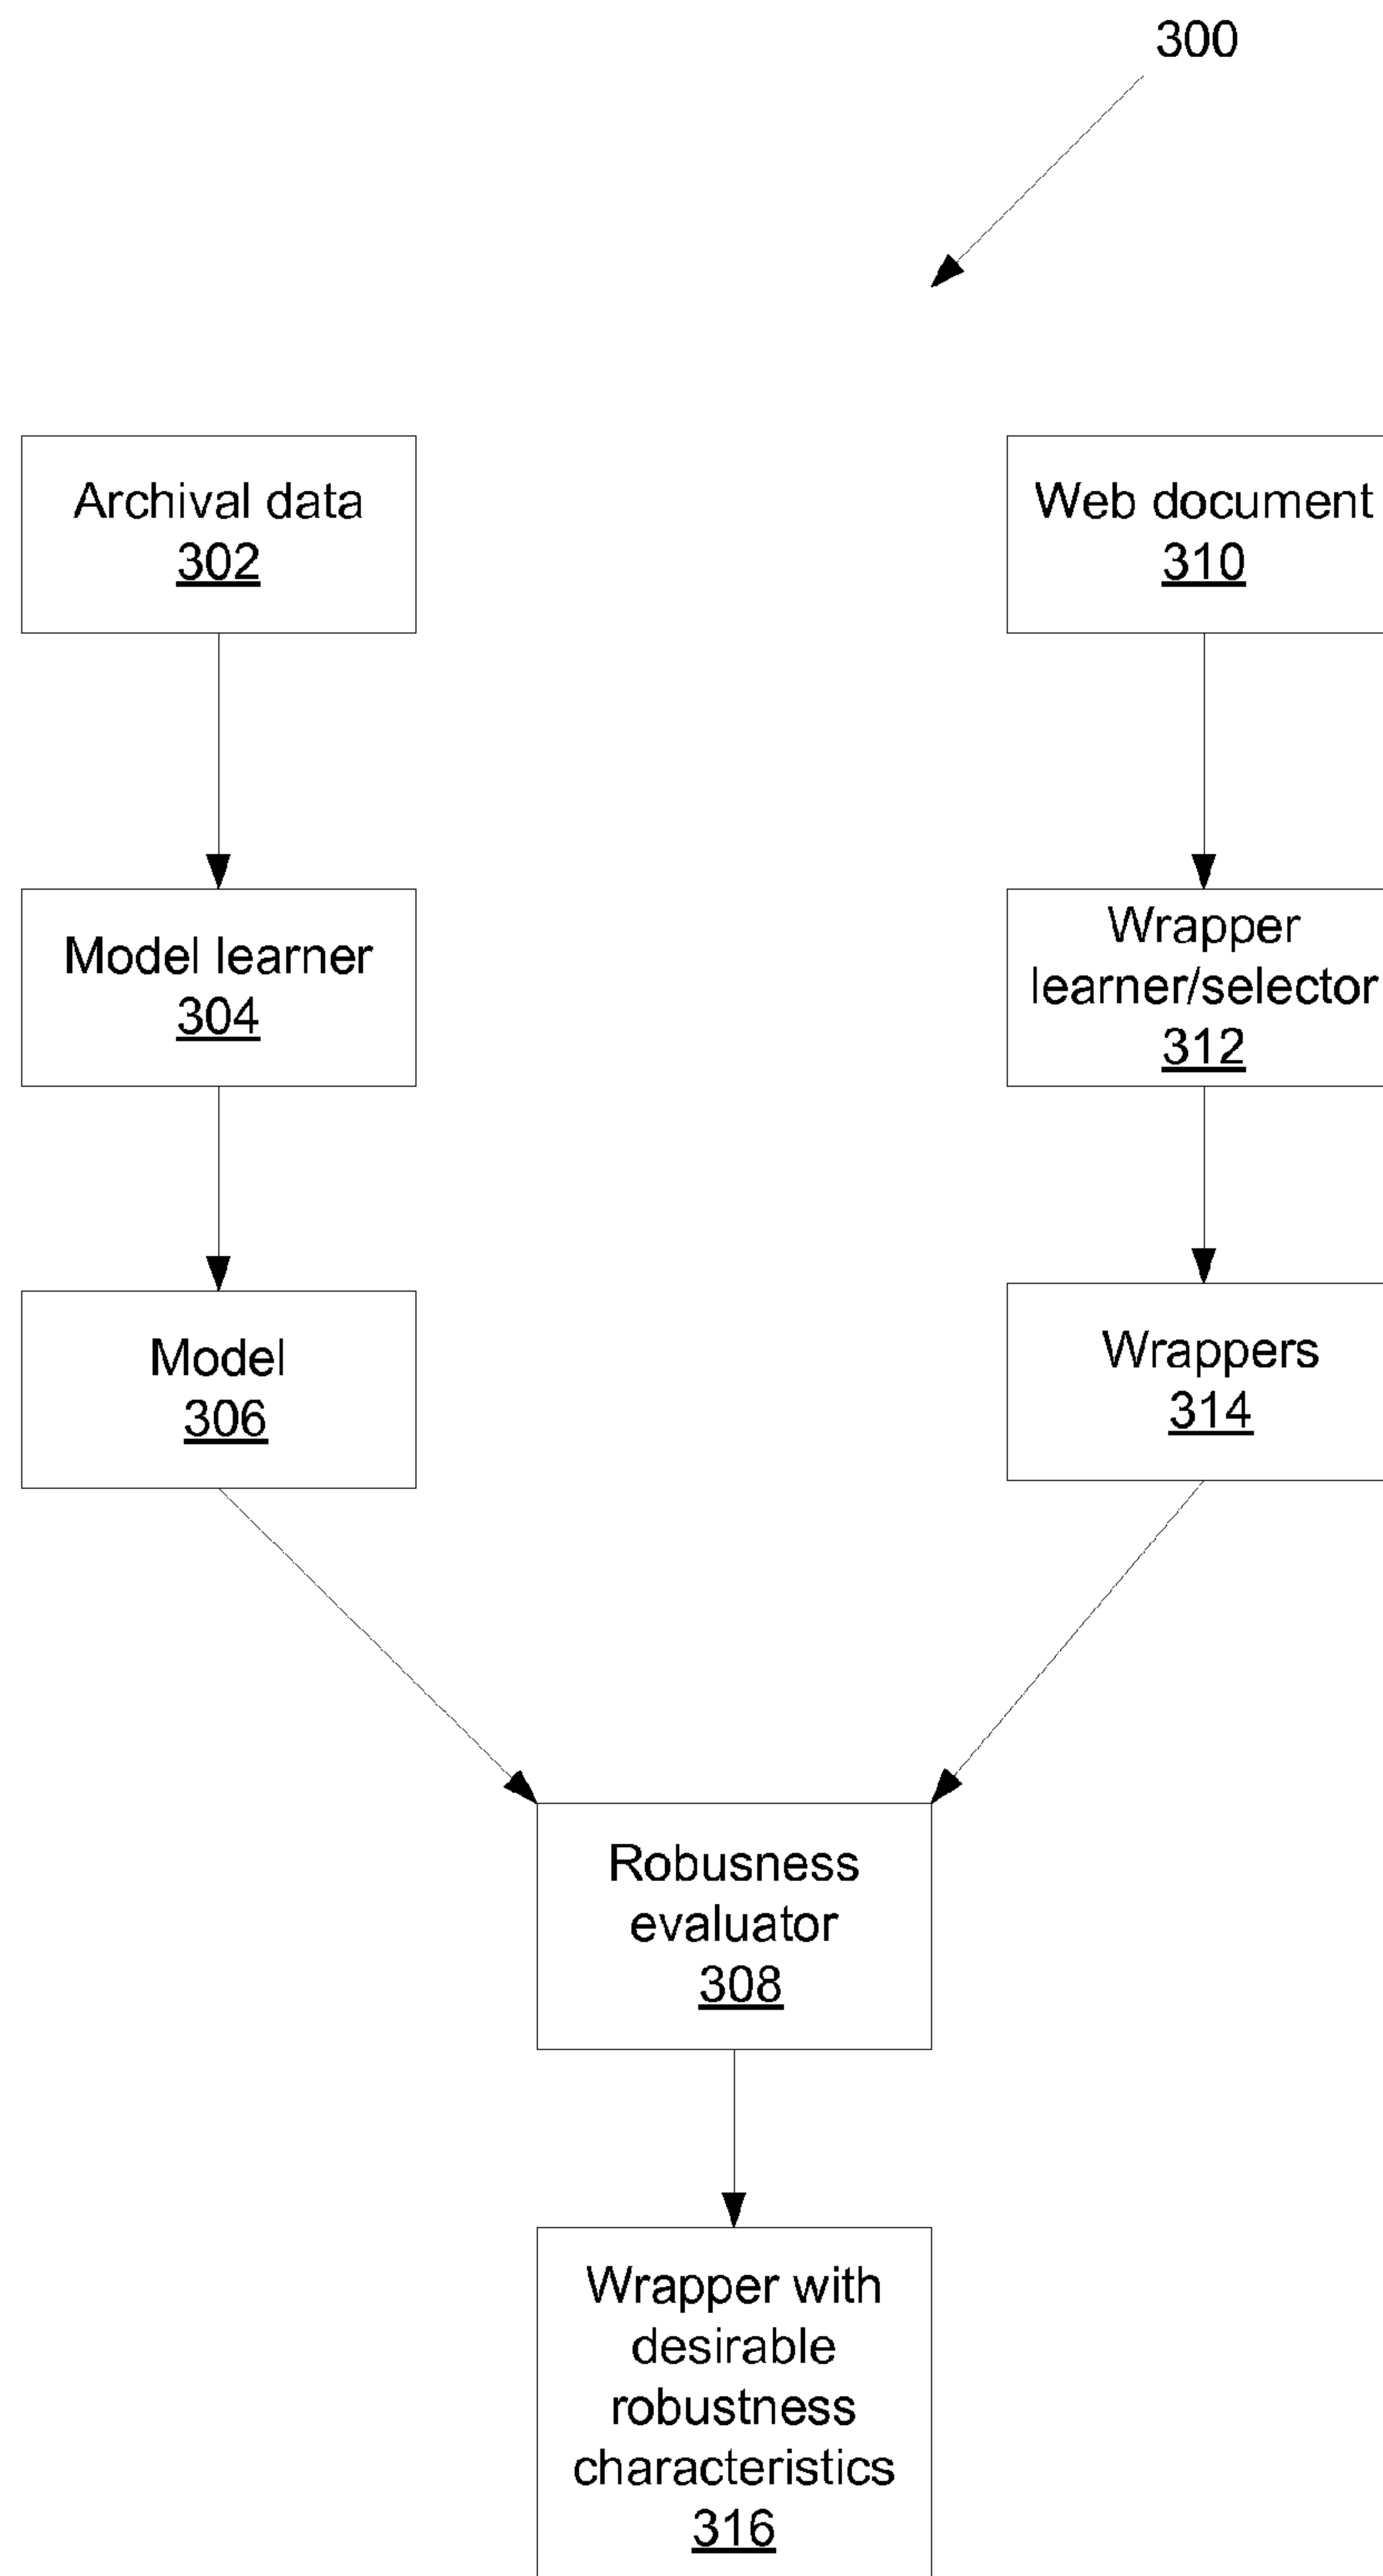 300
Archival data
302
Web document
310
Model learner
304
Wrapper
learner/selector
312
Model
306
Wrappers
314
Robusness
evaluator
308
Wrapper with
desirable
robustness
characteristics
316